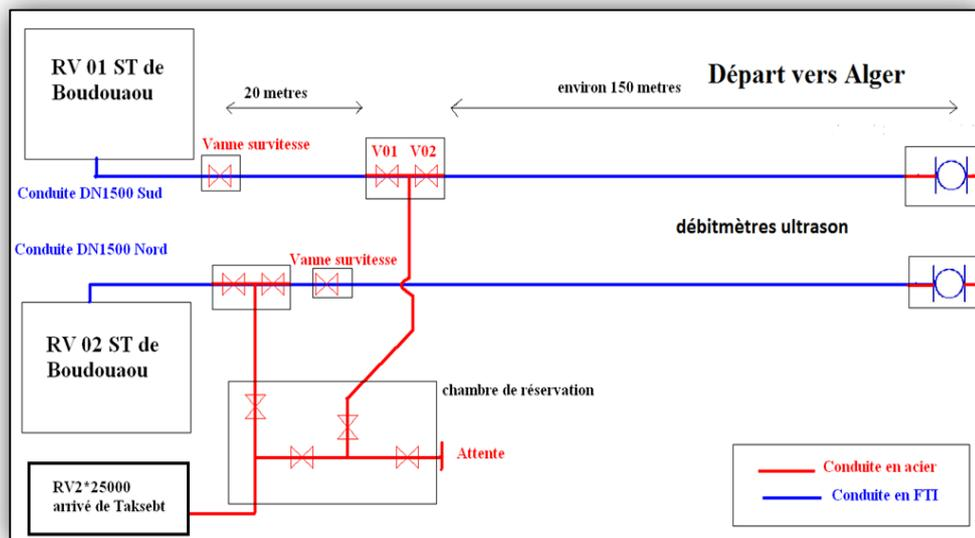 RV 01 ST de
Boudouaou
20 metres
environ 150 metres
Départ vers Alger
Vanne survitesse
V01 V02
Conduite DN1500 Sud
débitmètres ultrason
Conduite DN1500 Nord
Vanne survitesse
RV 02 ST de
Boudouaou
chambre de réservation
Attente
RV2*25000
arrivé de Taksebt
Conduite en acier
Conduite en FTI